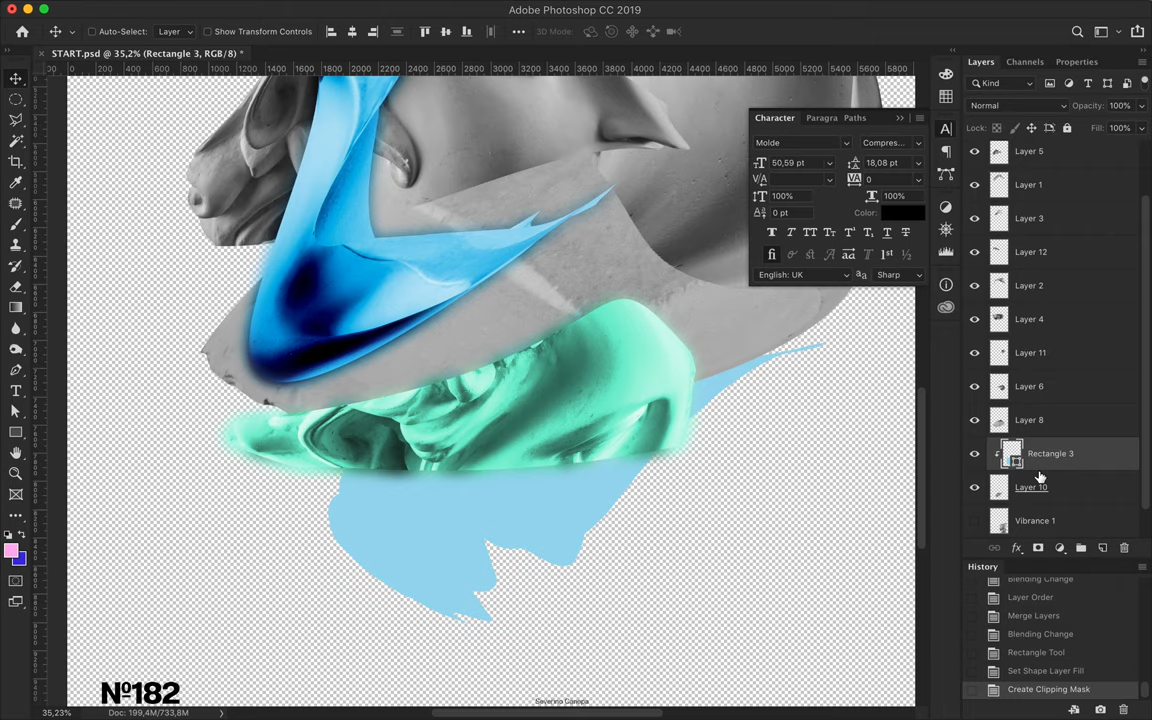 Adobe Photoshop CC 2019
Auto-Select: Layer Show Transform Controls 3D Mode:
START.psd @ 35,2% (Rectangle 3, RGB/8) *
200 400 600 800 1000 1200 1400 1600 1800 2000 2200 2400 2600 2800 3000 3200 3400 3600 3800 4000 4200 4400 4600 4800 5000 5200 5400 5600 5800
Layers Channels Properties
Kind
Normal Opacity: 100%
Lock: Fill: 100%
Character Paragra Paths
Molde Compres...
50,59 pt 18,08 pt
0
100% 100%
0 pt Color:
English: UK Sharp
Layer 5
Layer 1
Layer 3
Layer 12
Layer 2
Layer 4
Layer 11
Layer 6
Layer 8
Rectangle 3
Layer 10
Vibrance 1
History
Blending Change
Layer Order
Merge Layers
Blending Change
Rectangle Tool
Set Shape Layer Fill
Create Clipping Mask
Nº182
Severino Canepa
35,23% Doc: 199,4M/733,8M